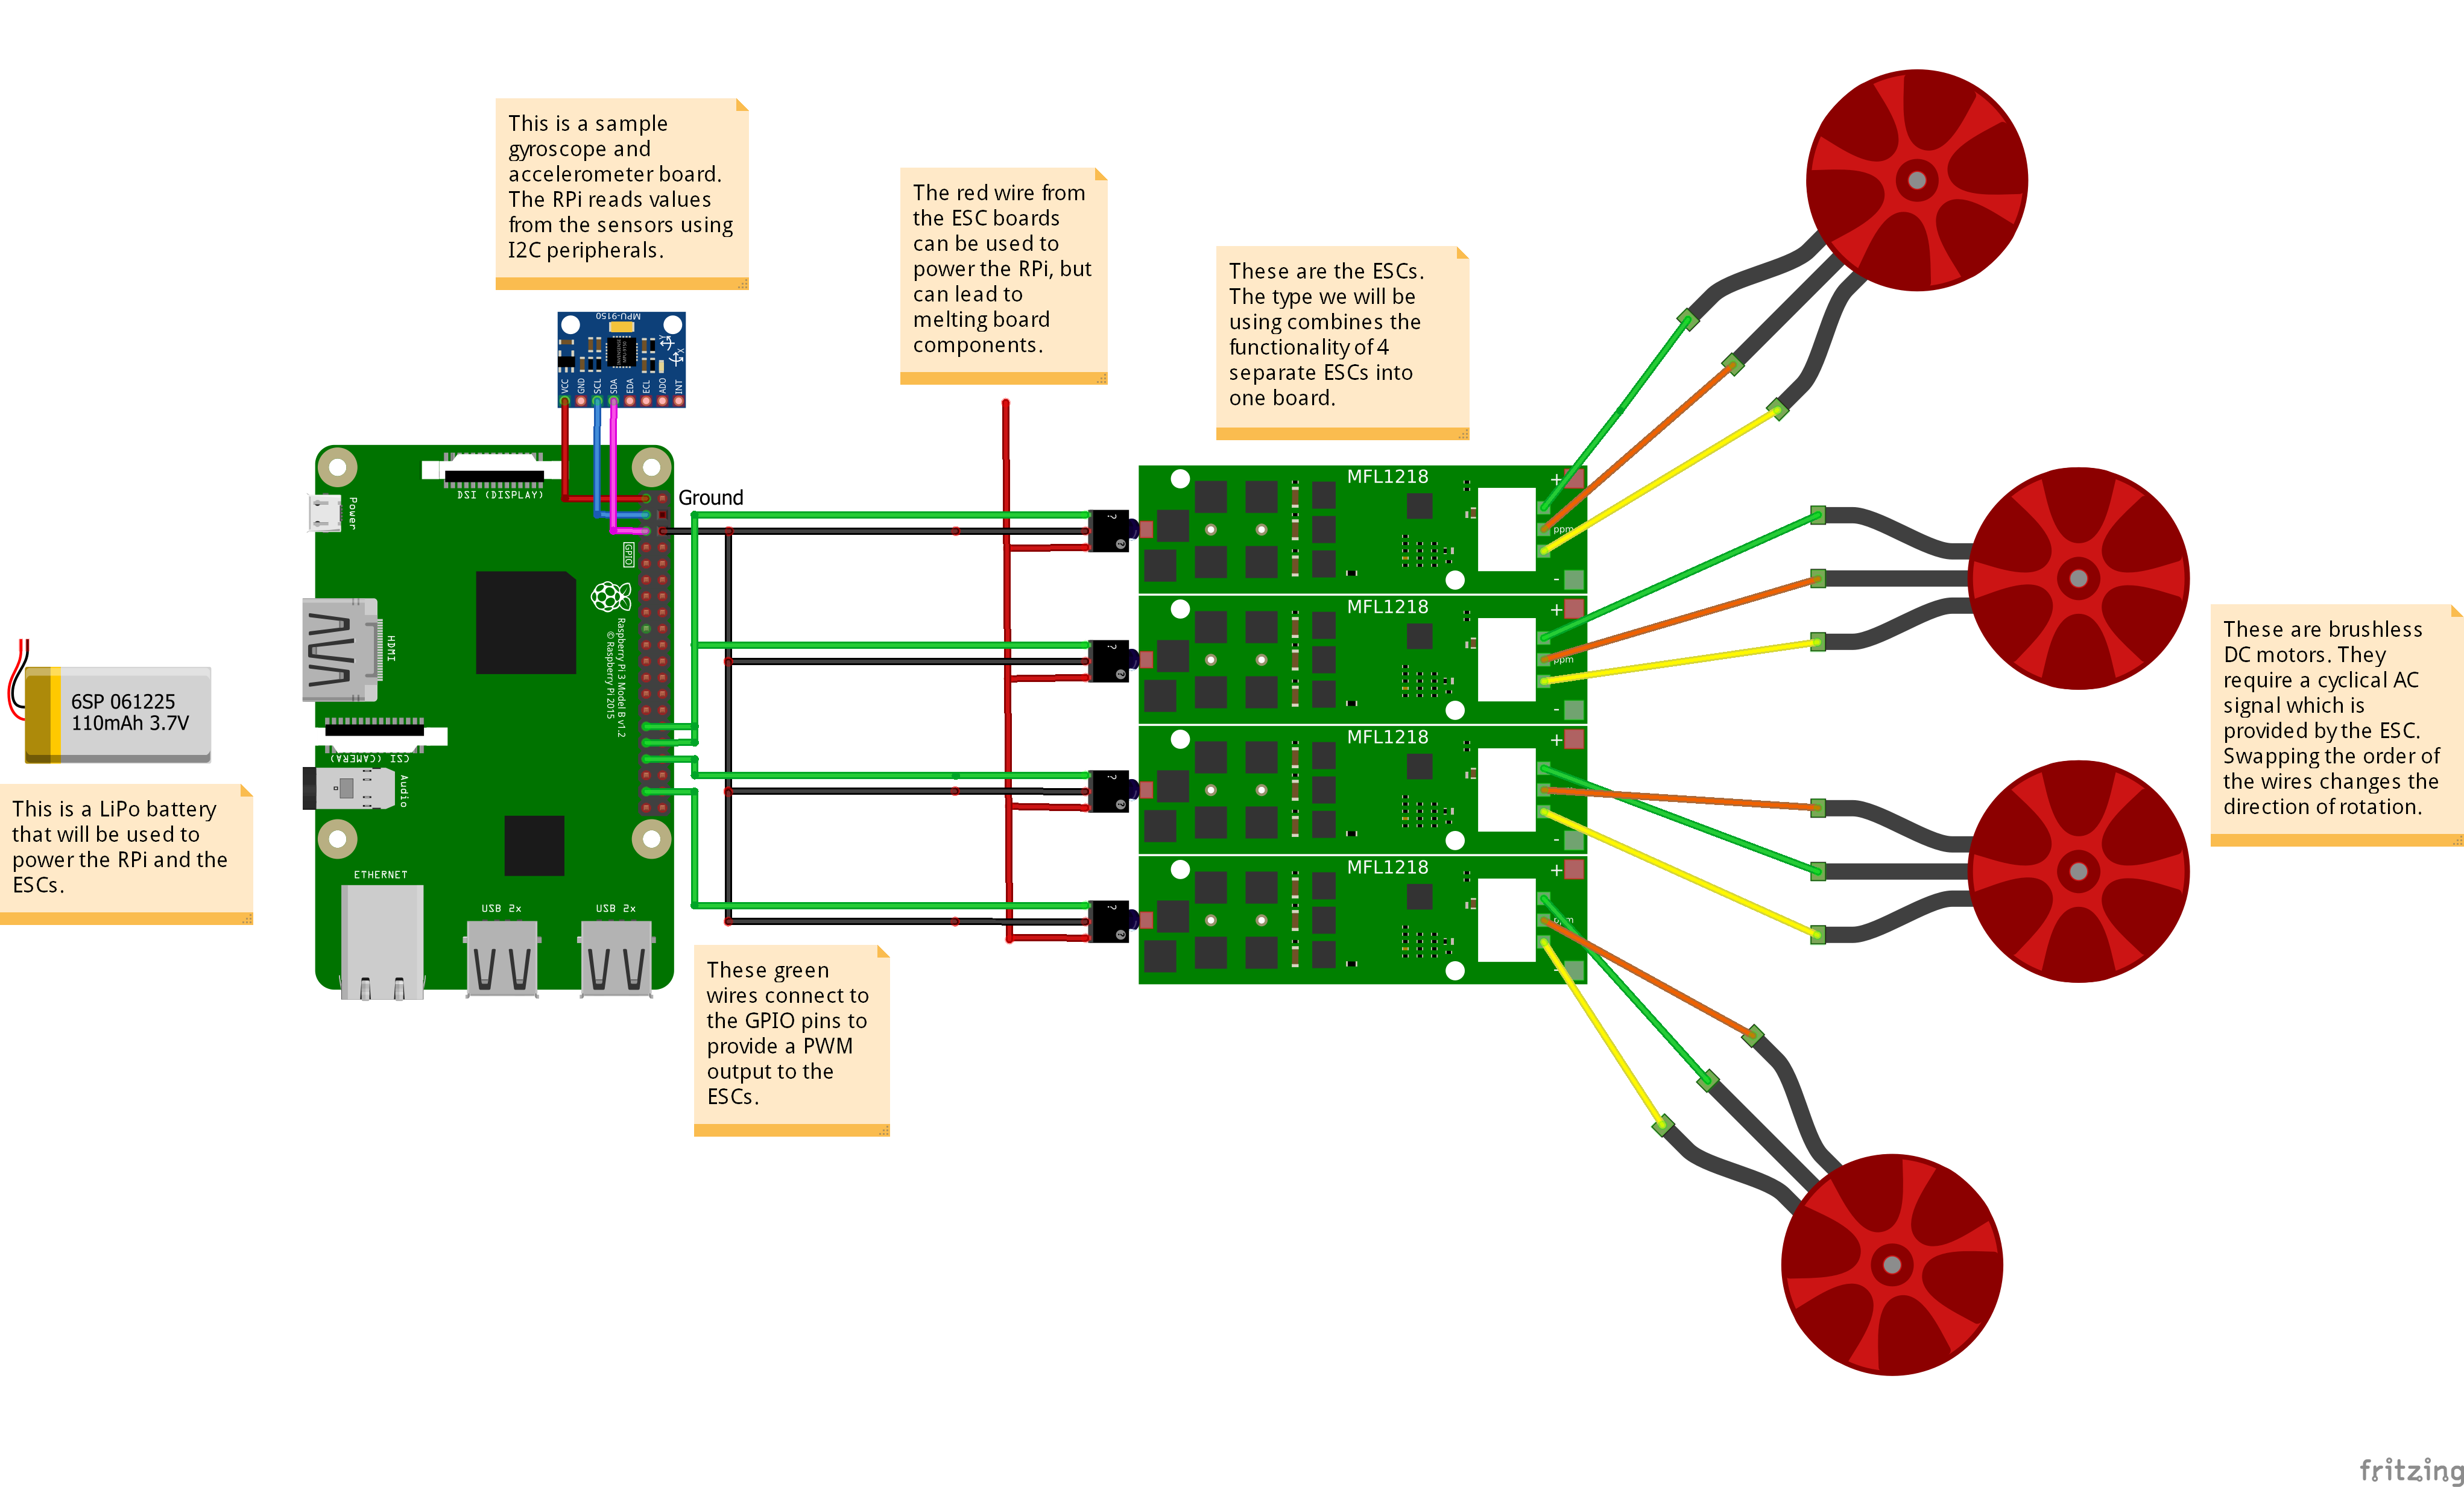 This is a sample
gyroscope and
accelerometer board.
The RPi reads values
from the sensors using
I2C peripherals.
The red wire from
the ESC boards
can be used to
power the RPi, but
can lead to
melting board
components.
These are the ESCs.
The type we will be
using combines the
functionality of 4
separate ESCs into
one board.
MPU-9150
VCC
GND
SCL
SDA
EDA
ECL
ADO
INT
DSI (DISPLAY)
Power
Ground
GPIO
HDMI
Raspberry Pi 3 Model B v1.2
© Raspberry Pi 2015
CSI (CAMERA)
Audio
ETHERNET
USB 2x
USB 2x
6SP 061225
110mAh 3.7V
This is a LiPo battery
that will be used to
power the RPi and the
ESCs.
These green
wires connect to
the GPIO pins to
provide a PWM
output to the
ESCs.
MFL1218
+
ppm
-
MFL1218
+
ppm
-
MFL1218
+
-
MFL1218
+
ppm
-
These are brushless
DC motors. They
require a cyclical AC
signal which is
provided by the ESC.
Swapping the order of
the wires changes the
direction of rotation.
fritzing